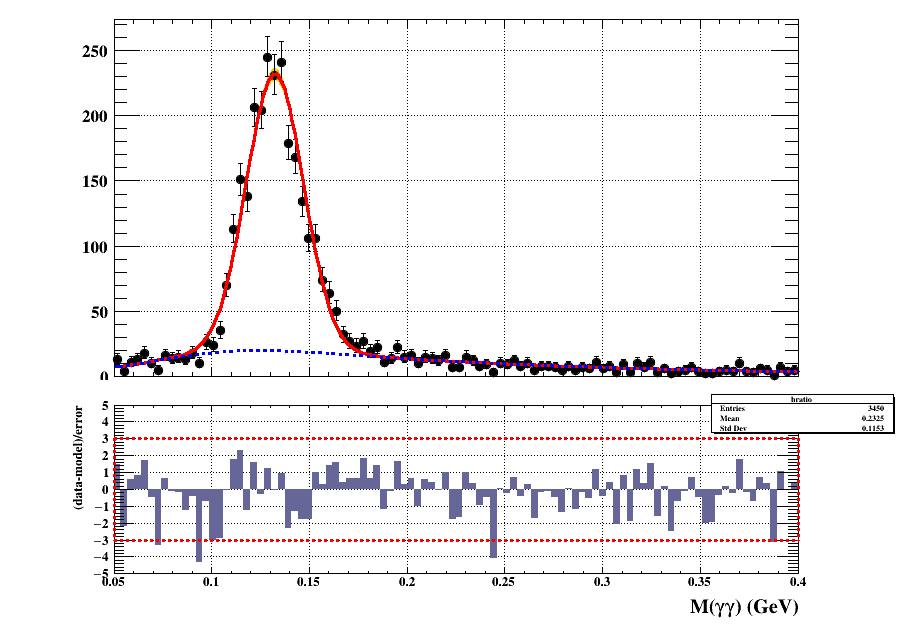 250
200
150
100
50
0
hratio
Entries 3450
Mean 0.2325
Std Dev 0.1153
(data-model)/error
5
4
3
2
1
0
−1
−2
−3
−4
−5
0.05 0.1 0.15 0.2 0.25 0.3 0.35 0.4
M(γγ) (GeV)